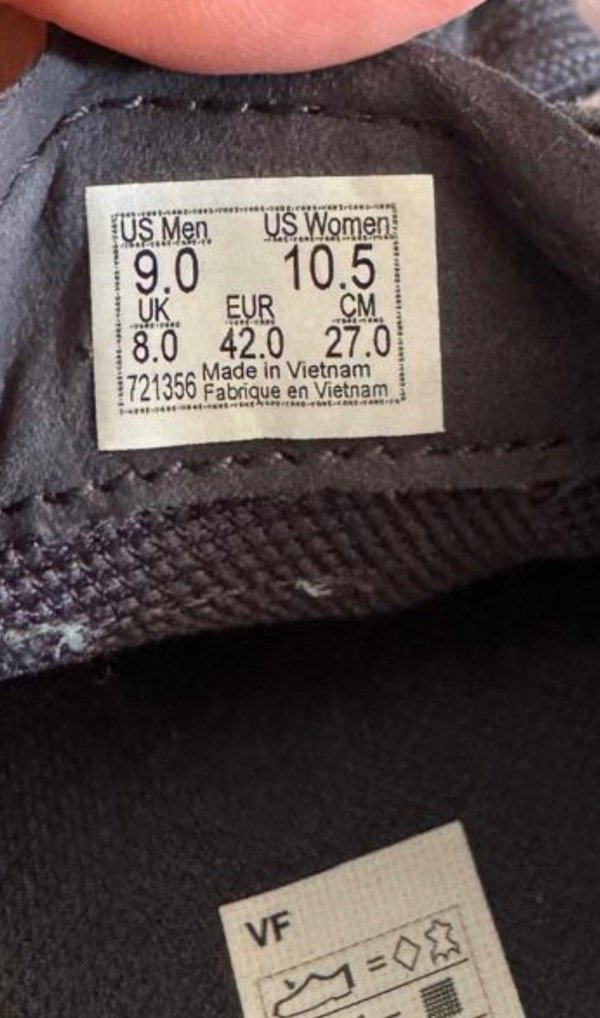 US Men US Women
9.0 10.5
UK EUR CM
8.0 42.0 27.0
721356 Made in Vietnam
Fabrique en Vietnam
VF
=